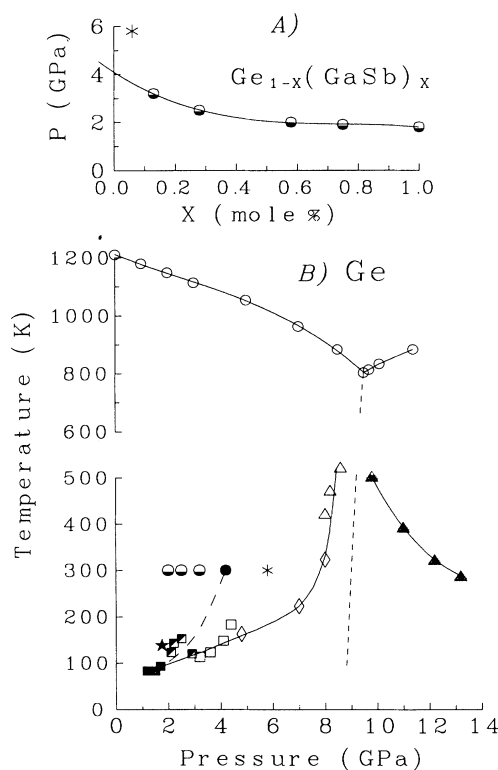 A)
Ge1-X(GaSb)X
P (GPa)
6
4
2
0
0.0 0.2 0.4 0.6 0.8 1.0
X (mole%)
B) Ge
Temperature (K)
1200
1000
800
600
500
400
300
200
100
0
0 2 4 6 8 10 12 14
Pressure (GPa)